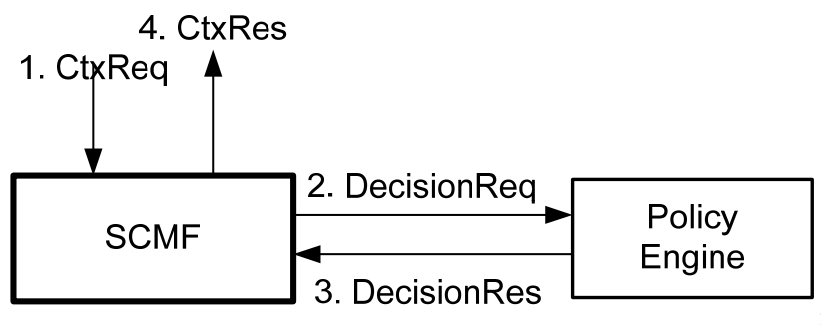 4. CtxRes
1. CtxReq
2. DecisionReq
SCMF
Policy
Engine
3. DecisionRes